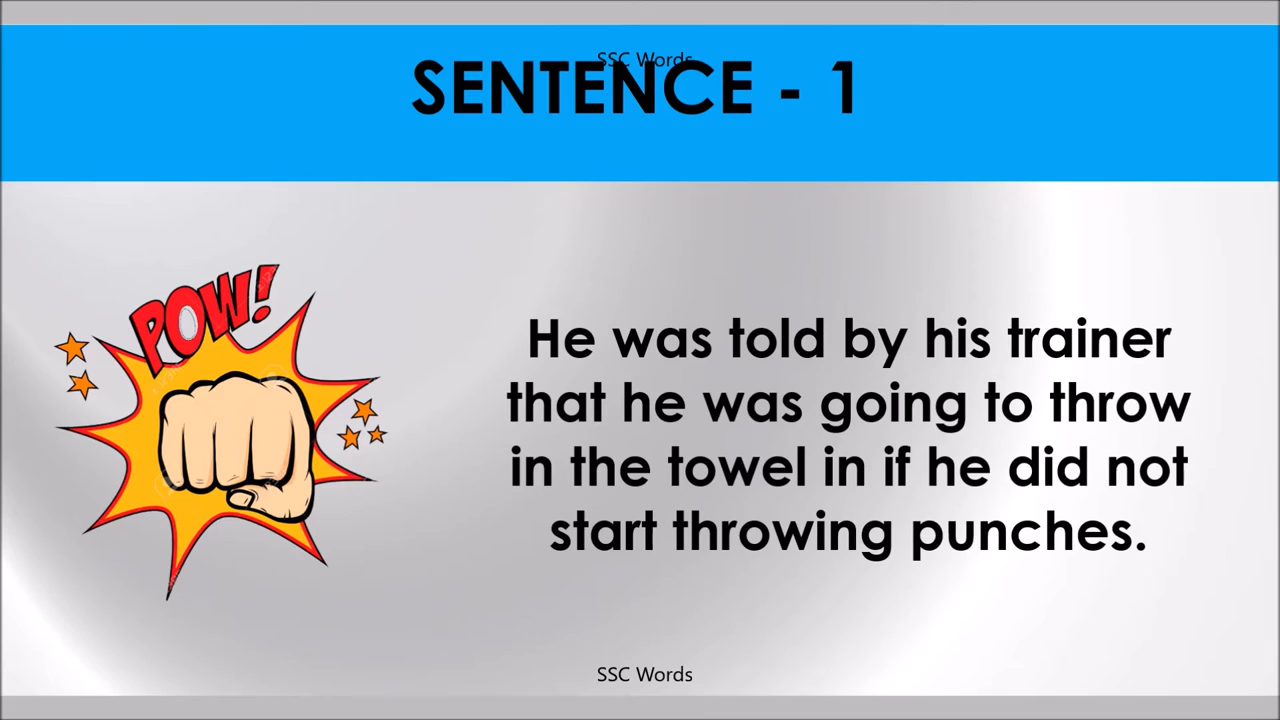 SSC Words
SENTENCE - 1
POW!
He was told by his trainer
that he was going to throw
in the towel in if he did not
start throwing punches.
SSC Words